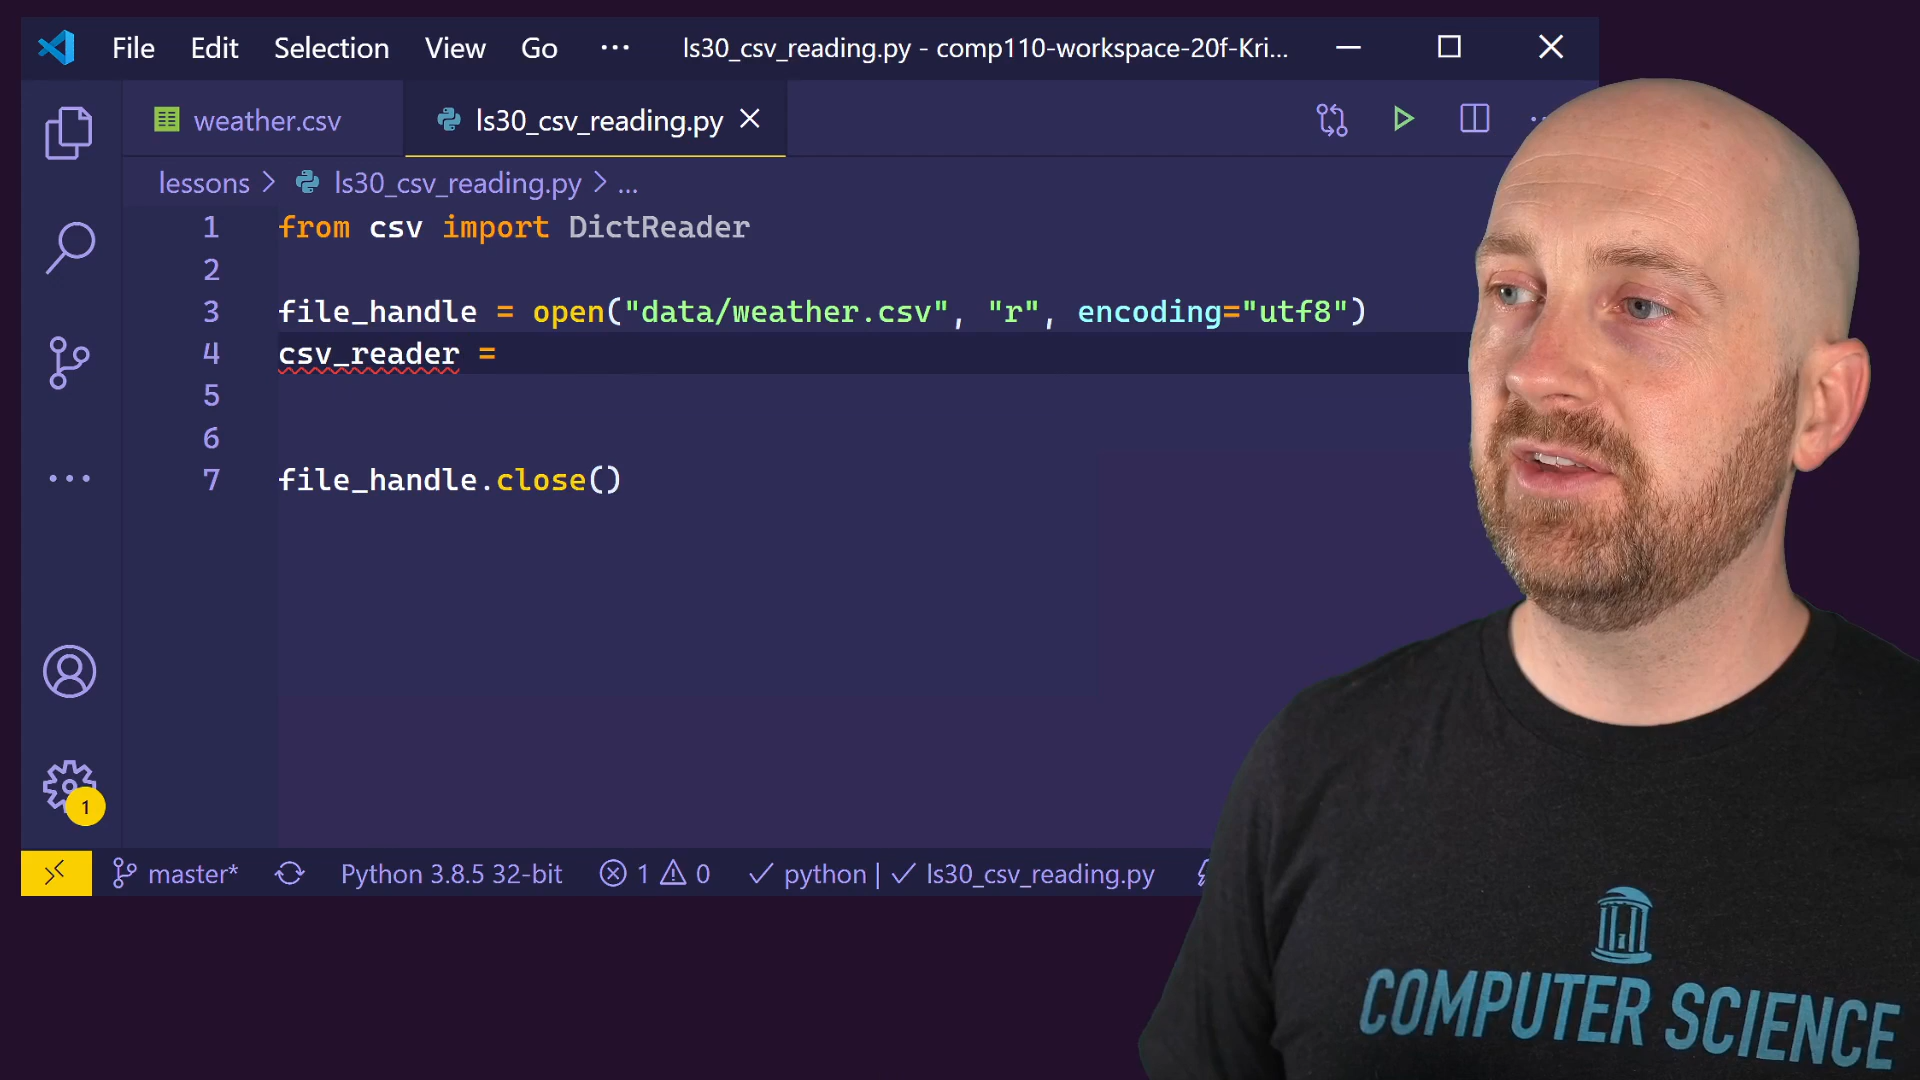 File Edit Selection View Go ··· ls30_csv_reading.py - comp110-workspace-20f-Kri...
weather.csv ls30_csv_reading.py
lessons > ls30_csv_reading.py > ...
1 from csv import DictReader
2
3 file_handle = open("data/weather.csv", "r", encoding="utf8")
4 csv_reader =
5
6
7 file_handle.close()
1
master* Python 3.8.5 32-bit 1 0 python | ls30_csv_reading.py
COMPUTER SCIENCE